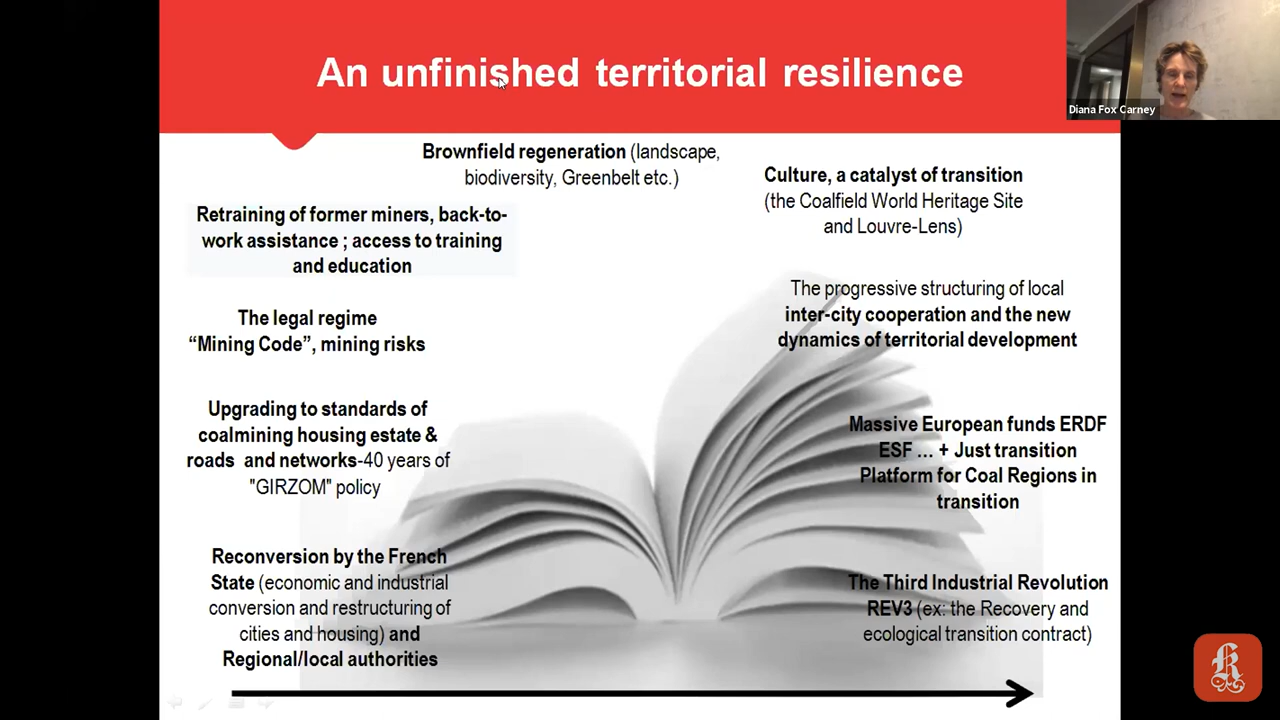 An unfinished territorial resilience
Diana Fox Carney
Brownfield regeneration (landscape,
biodiversity, Greenbelt etc.)
Culture, a catalyst of transition
(the Coalfield World Heritage Site
and Louvre-Lens)
Retraining of former miners, back-to-
work assistance ; access to training
and education
The progressive structuring of local
inter-city cooperation and the new
dynamics of territorial development
The legal regime
“Mining Code”, mining risks
Upgrading to standards of
coalmining housing estate &
roads and networks-40 years of
"GIRZOM" policy
Massive European funds ERDF
ESF ... + Just transition
Platform for Coal Regions in
transition
Reconversion by the French
State (economic and industrial
conversion and restructuring of
cities and housing) and
Regional/local authorities
The Third Industrial Revolution
REV3 (ex: the Recovery and
ecological transition contract)